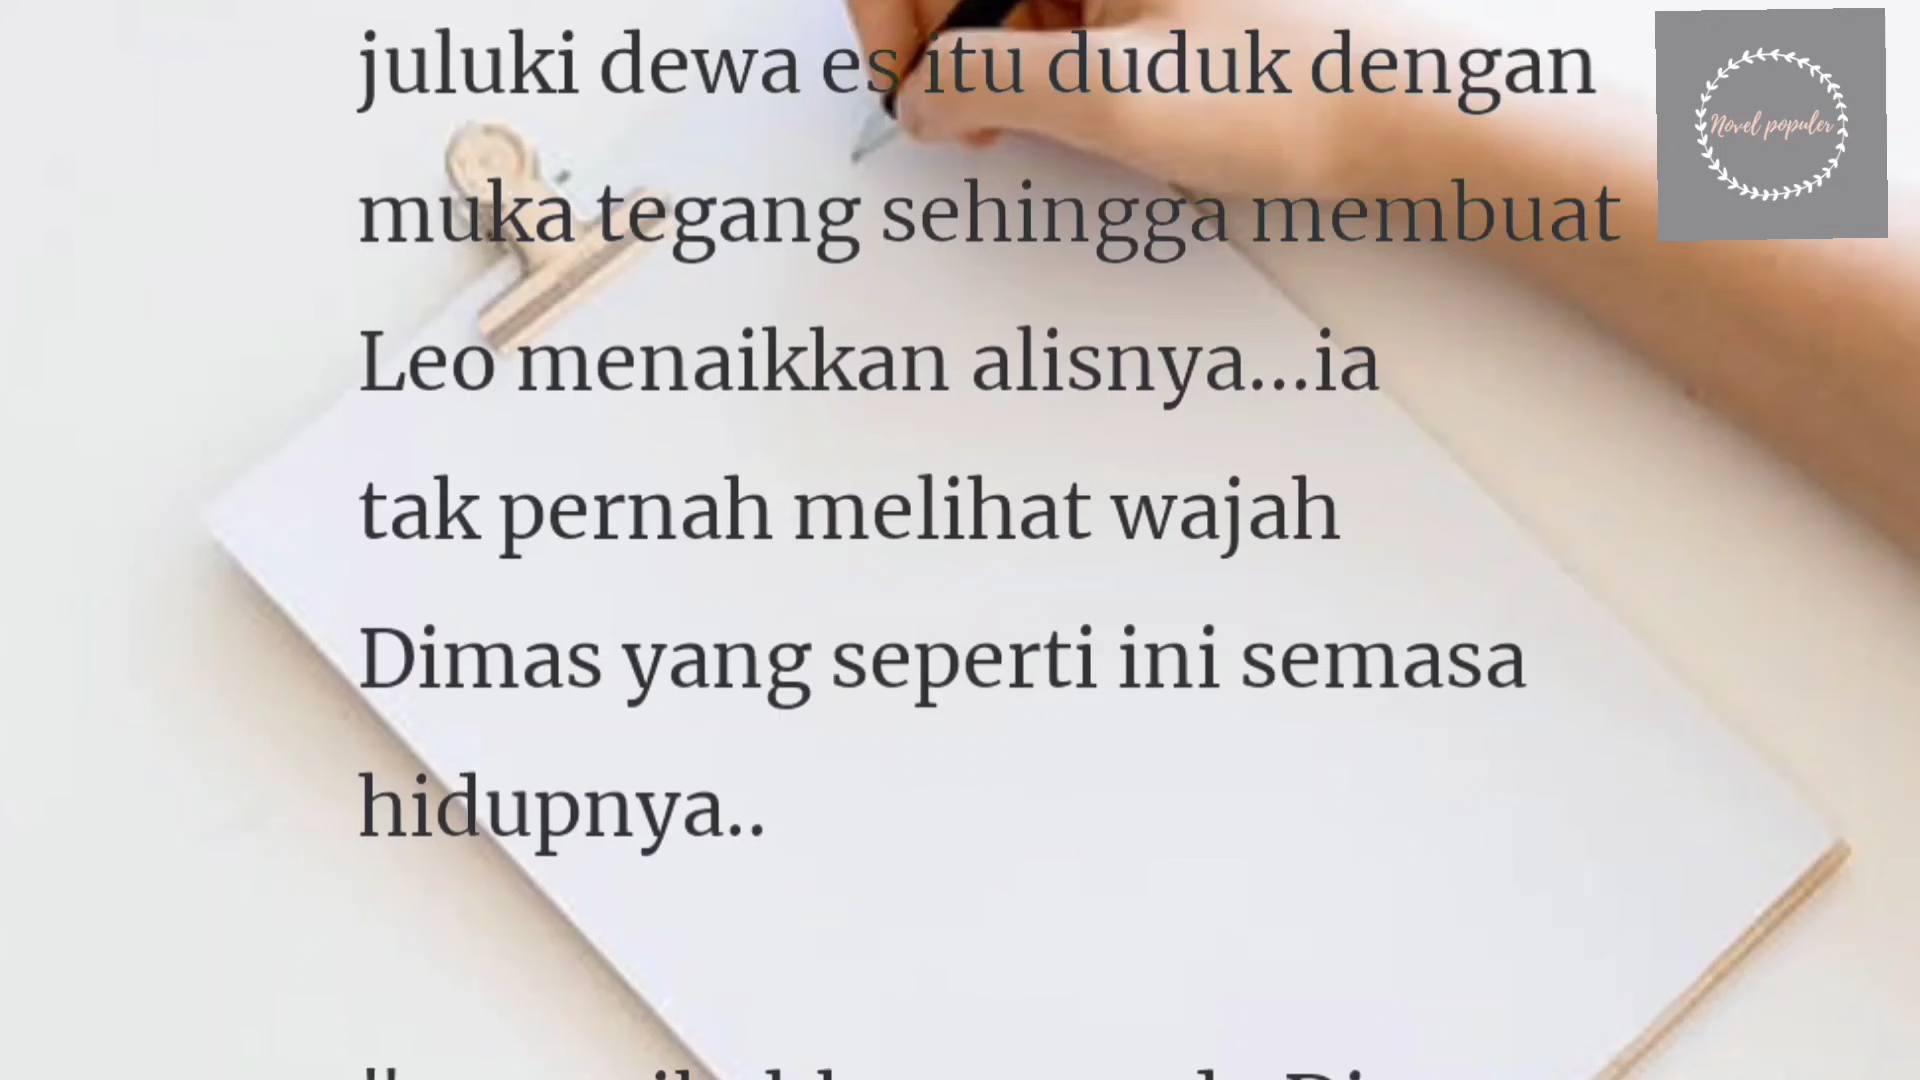 juluki dewa es itu duduk dengan
Novel populer
muka tegang sehingga membuat
Leo menaikkan alisnya...ia
tak pernah melihat wajah
Dimas yang seperti ini semasa
hidupnya..